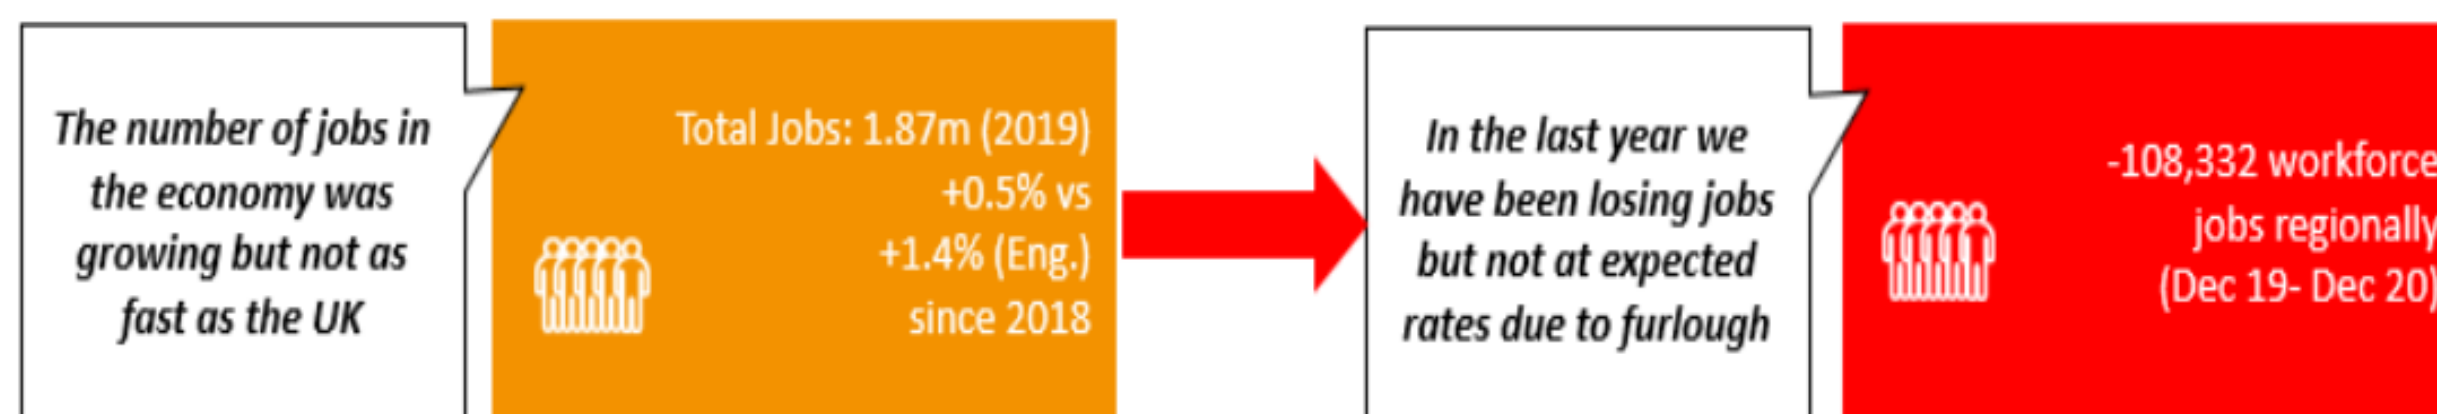 The number of jobs in
the economy was
growing but not as
fast as the UK
Total Jobs: 1.87m (2019)
+0.5% vs
+1.4% (Eng.)
since 2018
In the last year we
have been losing jobs
but not at expected
rates due to furlough
-108,332 workforce
jobs regionally
(Dec 19- Dec 20)